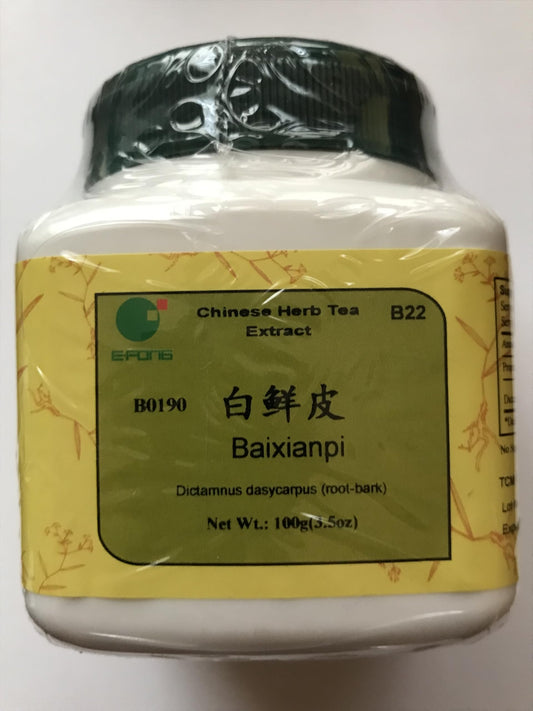 Chinese Herb Tea
Extract
B22
E-FONG
B0190
白鲜皮
Baixianpi
Dictamnus dasycarpus (root-bark)
Net Wt.: 100g(3.5oz)
TCM